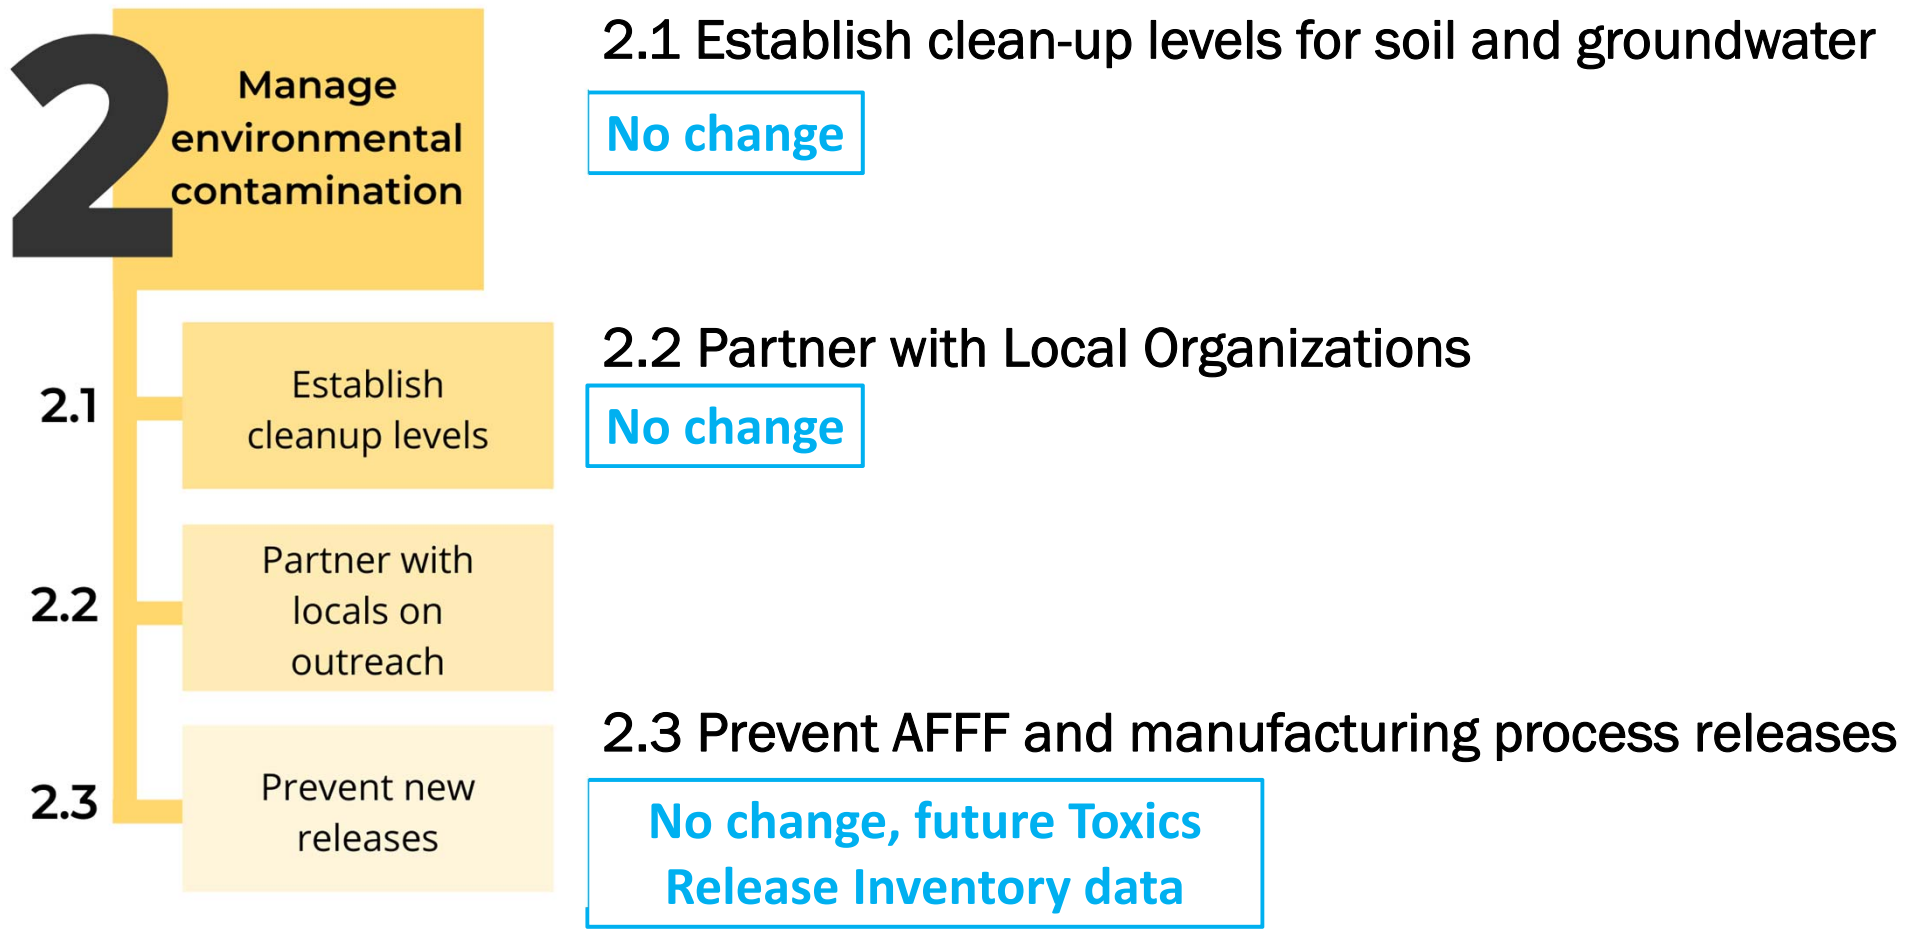 2
Manage
environmental
contamination
2.1
Establish
cleanup levels
2.2
Partner with
locals on
outreach
2.3
Prevent new
releases
2.1 Establish clean-up levels for soil and groundwater
No change
2.2 Partner with Local Organizations
No change
2.3 Prevent AFFF and manufacturing process releases
No change, future Toxics
Release Inventory data